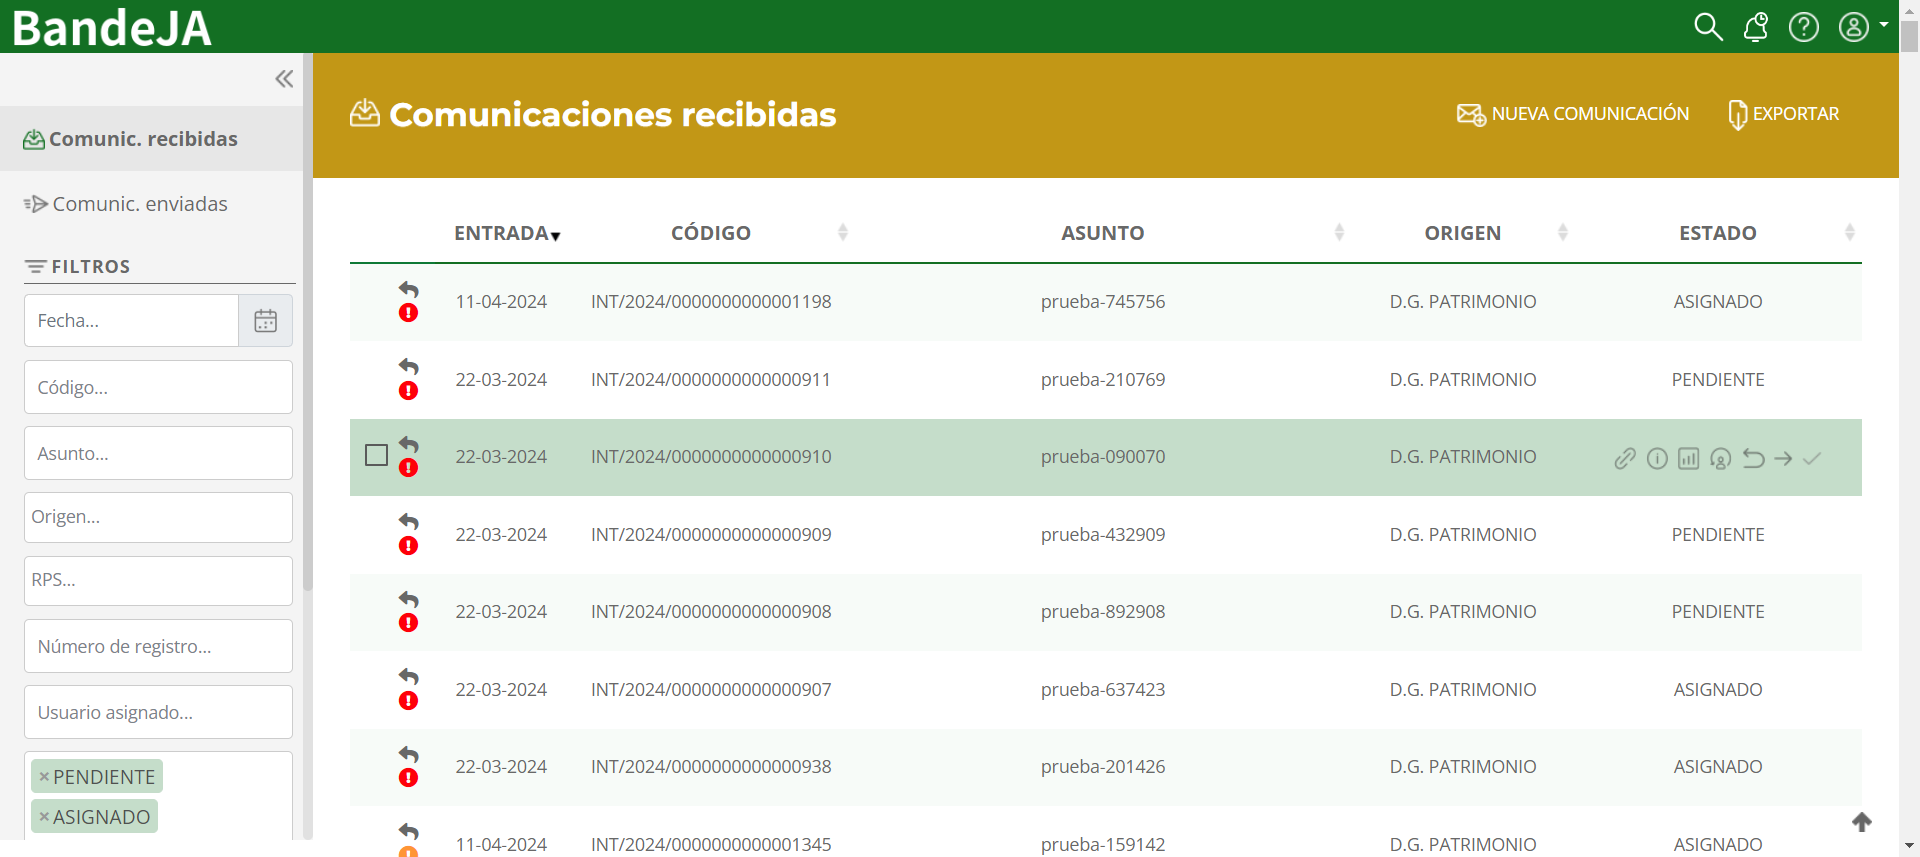 BandeJA
Comunic. recibidas
Comunic. enviadas
FILTROS
Fecha...
Código...
Asunto...
Origen...
RPS...
Número de registro...
Usuario asignado...
× PENDIENTE
× ASIGNADO
Comunicaciones recibidas
NUEVA COMUNICACIÓN
EXPORTAR
ENTRADA CÓDIGO ASUNTO ORIGEN ESTADO
11-04-2024 INT/2024/0000000000001198 prueba-745756 D.G. PATRIMONIO ASIGNADO
22-03-2024 INT/2024/0000000000000911 prueba-210769 D.G. PATRIMONIO PENDIENTE
22-03-2024 INT/2024/0000000000000910 prueba-090070 D.G. PATRIMONIO
22-03-2024 INT/2024/0000000000000909 prueba-432909 D.G. PATRIMONIO PENDIENTE
22-03-2024 INT/2024/0000000000000908 prueba-892908 D.G. PATRIMONIO PENDIENTE
22-03-2024 INT/2024/0000000000000907 prueba-637423 D.G. PATRIMONIO ASIGNADO
22-03-2024 INT/2024/0000000000000938 prueba-201426 D.G. PATRIMONIO ASIGNADO
11-04-2024 INT/2024/0000000000001345 prueba-159142 D.G. PATRIMONIO ASIGNADO